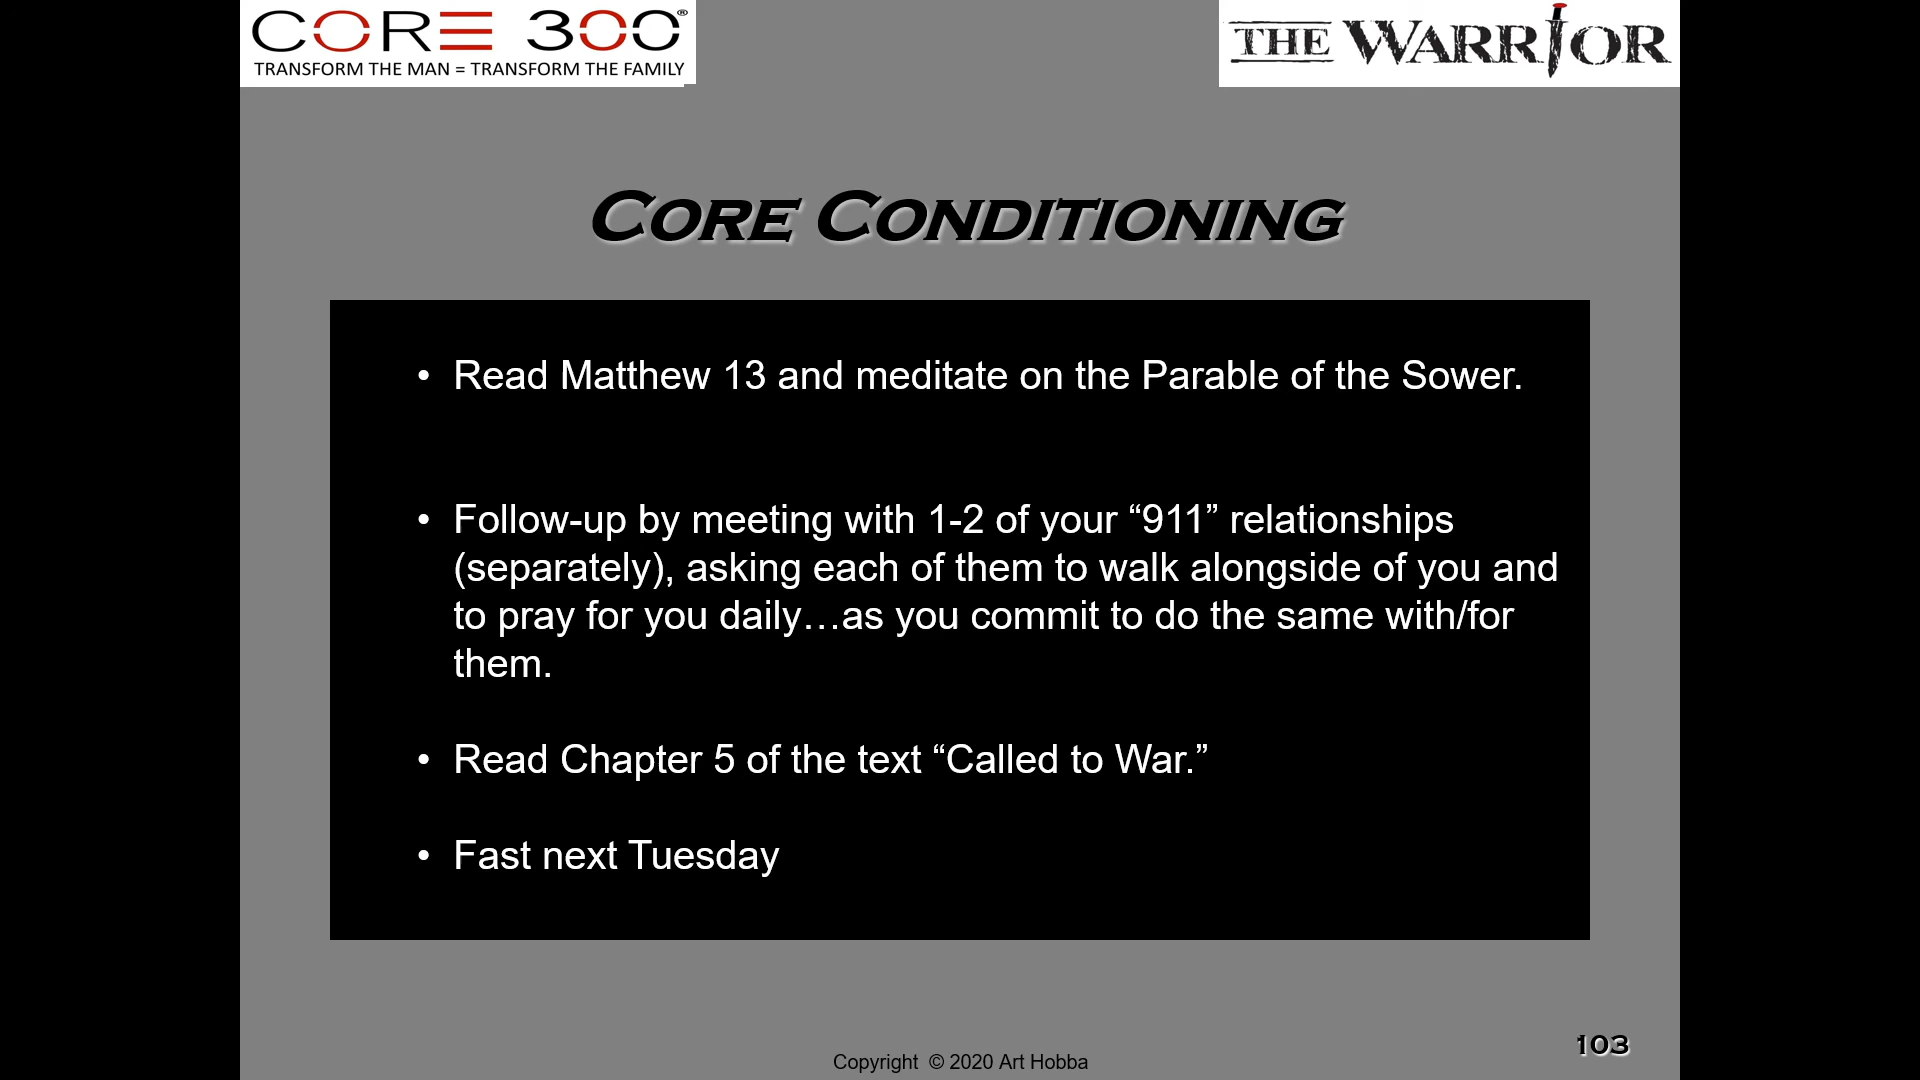 CORE 300®
TRANSFORM THE MAN = TRANSFORM THE FAMILY
THE WARRIOR
CORE CONDITIONING
• Read Matthew 13 and meditate on the Parable of the Sower.
• Follow-up by meeting with 1-2 of your “911” relationships
(separately), asking each of them to walk alongside of you and
to pray for you daily…as you commit to do the same with/for
them.
• Read Chapter 5 of the text “Called to War.”
• Fast next Tuesday
103
Copyright © 2020 Art Hobba